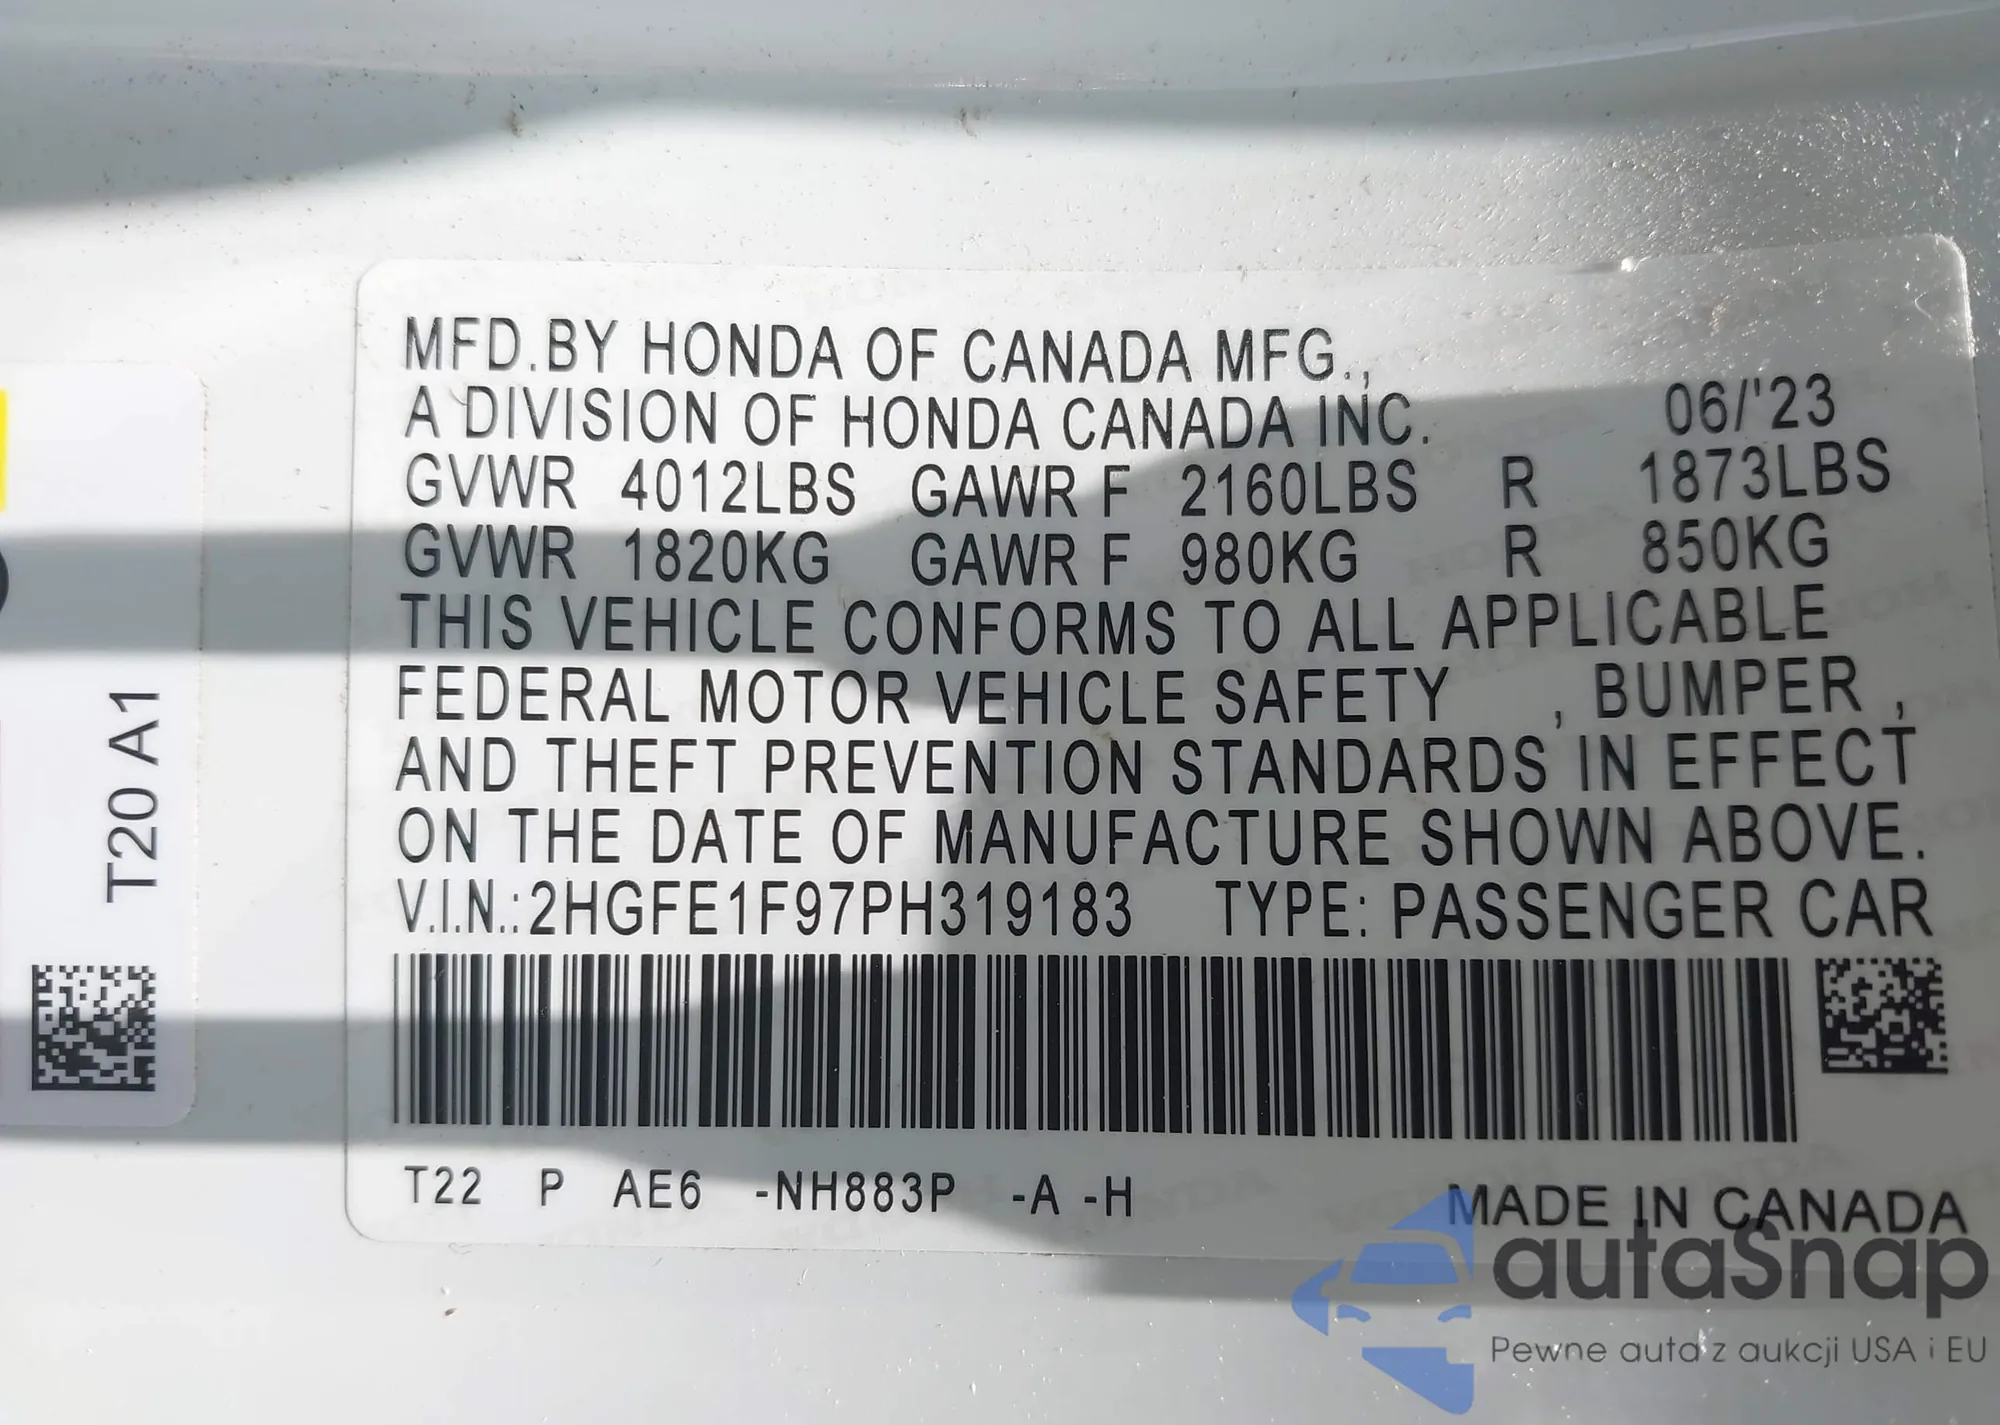 MFD.BY HONDA OF CANADA MFG.,
A DIVISION OF HONDA CANADA INC. 06/'23
GVWR 4012LBS GAWR F 2160LBS R 1873LBS
GVWR 1820KG GAWR F 980KG R 850KG
THIS VEHICLE CONFORMS TO ALL APPLICABLE
FEDERAL MOTOR VEHICLE SAFETY , BUMPER ,
AND THEFT PREVENTION STANDARDS IN EFFECT
ON THE DATE OF MANUFACTURE SHOWN ABOVE.
V.I.N.:2HGFE1F97PH319183 TYPE: PASSENGER CAR
T22 P AE6 -NH883P -A -H
MADE IN CANADA
T20 A1
autaSnap
Pewne auta z aukcji USA i EU